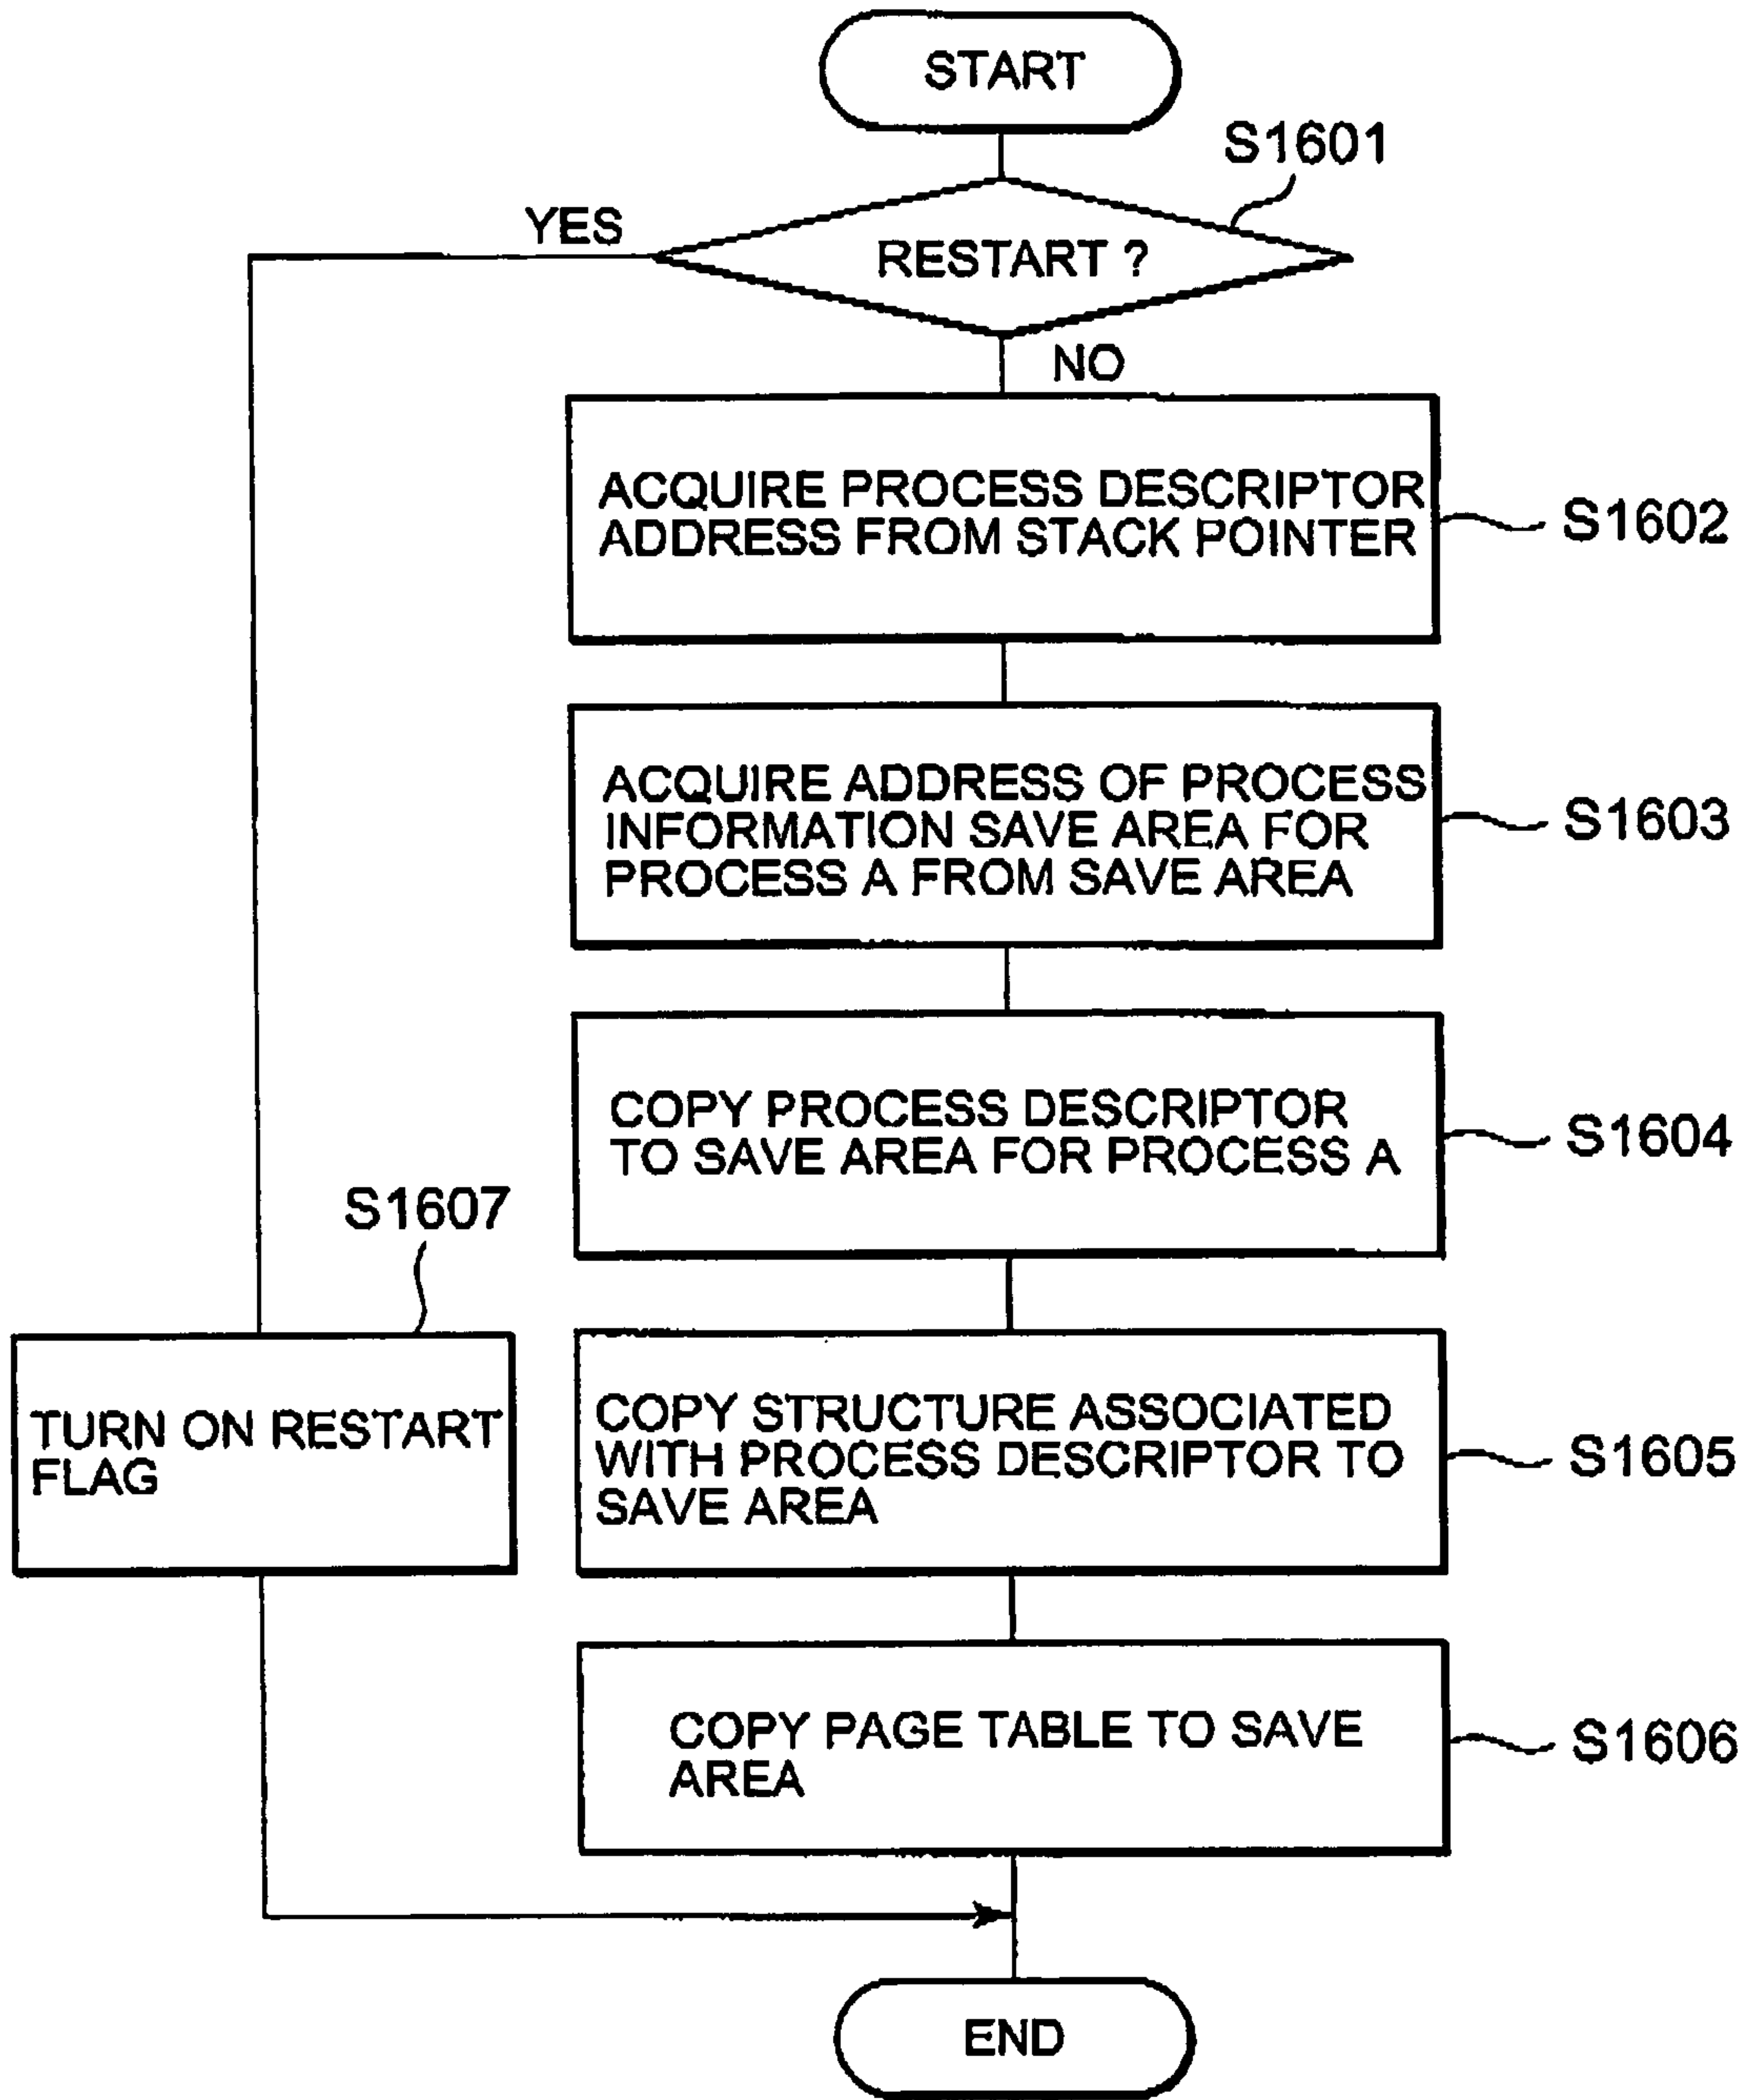 START
S1601
YES
RESTART ?
NO
ACQUIRE PROCESS DESCRIPTOR
ADDRESS FROM STACK POINTER
S1602
ACQUIRE ADDRESS OF PROCESS
INFORMATION SAVE AREA FOR
PROCESS A FROM SAVE AREA
S1603
COPY PROCESS DESCRIPTOR
TO SAVE AREA FOR PROCESS A
S1604
S1607
TURN ON RESTART
FLAG
COPY STRUCTURE ASSOCIATED
WITH PROCESS DESCRIPTOR TO
SAVE AREA
S1605
COPY PAGE TABLE TO SAVE
AREA
S1606
END